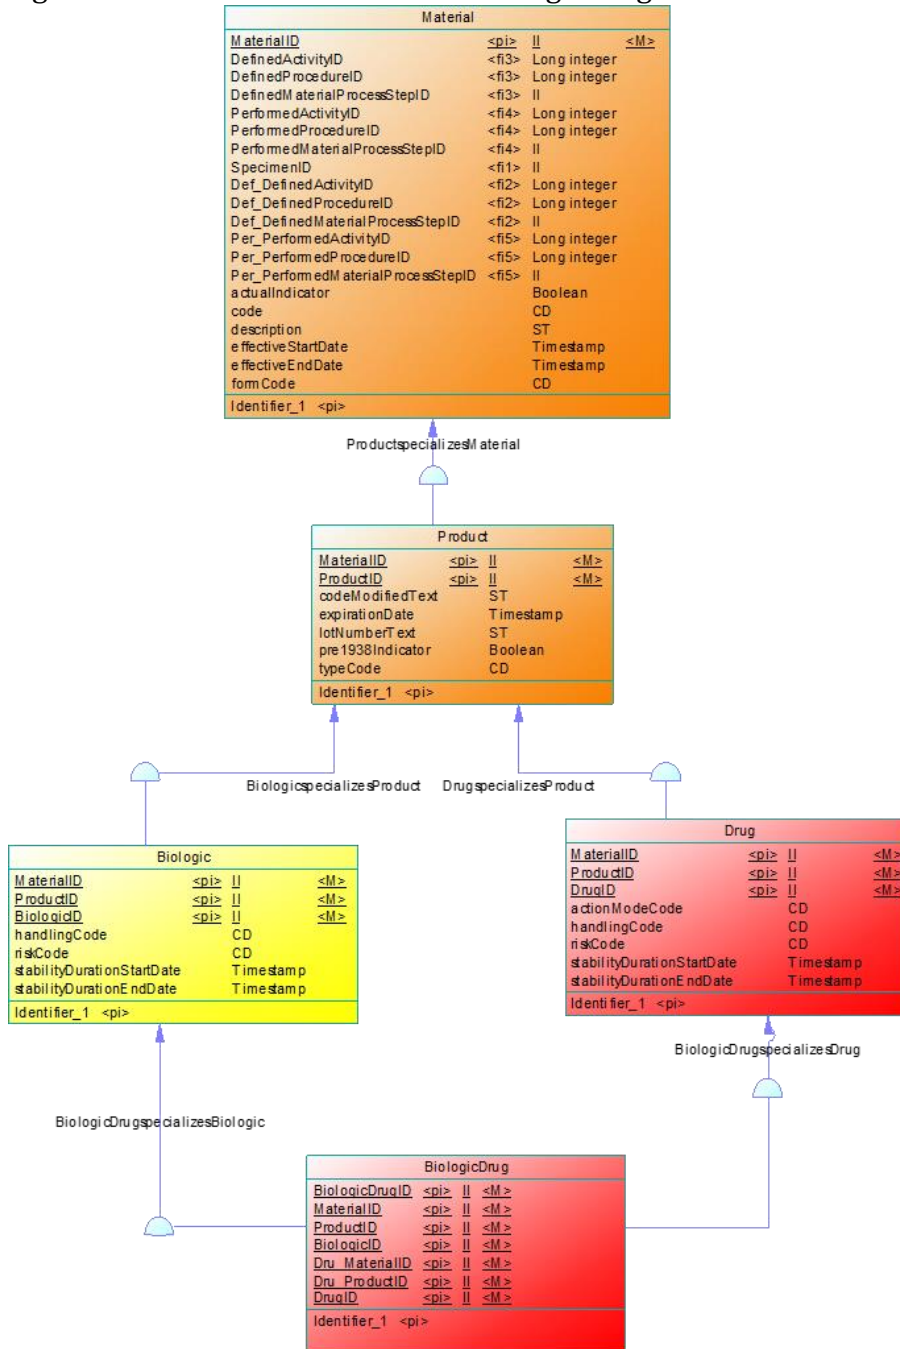 Material
MaterialID <pi> II <M>
DefinedActivityID <fi3> Long integer
DefinedProcedureID <fi3> Long integer
DefinedMaterialProcessStepID <fi3> II
PerformedActivityID <fi4> Long integer
PerformedProcedureID <fi4> Long integer
PerformedMaterialProcessStepID <fi4> II
SpecimenID <fi1> II
Def_DefinedActivityID <fi2> Long integer
Def_DefinedProcedureID <fi2> Long integer
Def_DefinedMaterialProcessStepID <fi2> II
Per_PerformedActivityID <fi5> Long integer
Per_PerformedProcedureID <fi5> Long integer
Per_PerformedMaterialProcessStepID <fi5> II
actualIndicator Boolean
code CD
description ST
effectiveStartDate Timestamp
effectiveEndDate Timestamp
formCode CD
Identifier_1 <pi>
ProductspecializesMaterial
Product
MaterialID <pi> II <M>
ProductID <pi> II <M>
codeModifiedText ST
expirationDate Timestamp
lotNumberText ST
pre1938Indicator Boolean
typeCode CD
Identifier_1 <pi>
BiologicspecializesProduct DrugspecializesProduct
Biologic
MaterialID <pi> II <M>
ProductID <pi> II <M>
BiologicID <pi> II <M>
handlingCode CD
riskCode CD
stabilityDurationStartDate Timestamp
stabilityDurationEndDate Timestamp
Identifier_1 <pi>
Drug
MaterialID <pi> II <M>
ProductID <pi> II <M>
DrugID <pi> II <M>
actionModeCode CD
handlingCode CD
riskCode CD
stabilityDurationStartDate Timestamp
stabilityDurationEndDate Timestamp
Identifier_1 <pi>
BiologicDrugspecializesDrug
BiologicDrugspecializesBiologic
BiologicDrug
BiologicDrugID <pi> II <M>
MaterialID <pi> II <M>
ProductID <pi> II <M>
BiologicID <pi> II <M>
Dru_MaterialID <pi> II <M>
Dru_ProductID <pi> II <M>
DrugID <pi> II <M>
Identifier_1 <pi>